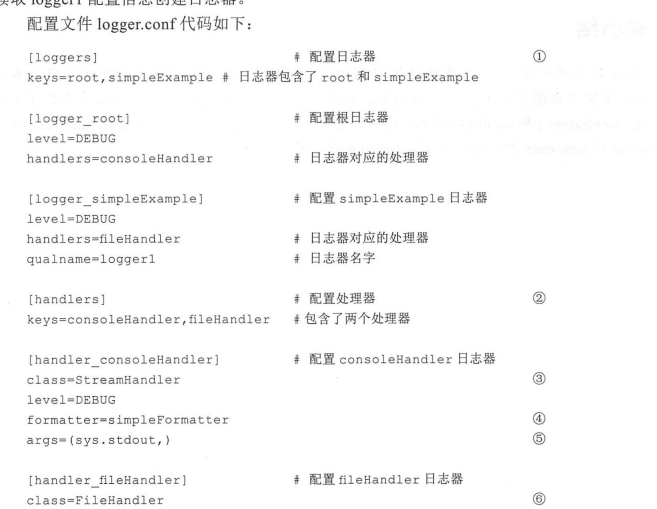 读取 logger1 配置信息创建日志器。
配置文件 logger.conf 代码如下：
[loggers] # 配置日志器 ①
keys=root,simpleExample # 日志器包含了 root 和 simpleExample
[logger_root] # 配置根日志器
level=DEBUG
handlers=consoleHandler # 日志器对应的处理器
[logger_simpleExample] # 配置 simpleExample 日志器
level=DEBUG
handlers=fileHandler # 日志器对应的处理器
qualname=logger1 # 日志器名字
[handlers] # 配置处理器 ②
keys=consoleHandler,fileHandler #包含了两个处理器
[handler_consoleHandler] # 配置 consoleHandler 日志器
class=StreamHandler ③
level=DEBUG
formatter=simpleFormatter ④
args=(sys.stdout,) ⑤
[handler_fileHandler] # 配置 fileHandler 日志器
class=FileHandler ⑥